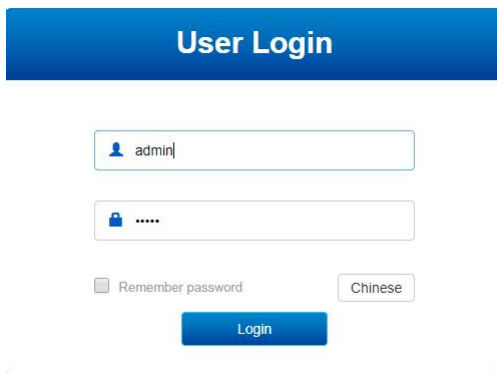 User Login
admin
•••••
Remember password
Chinese
Login